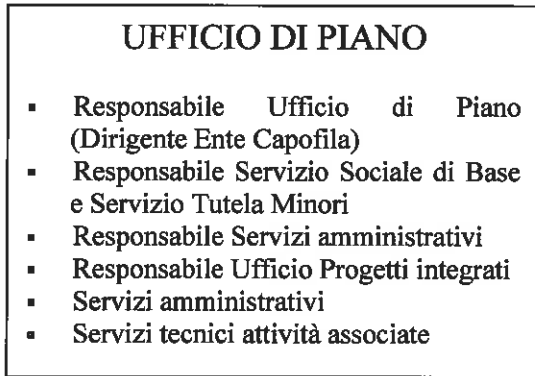 UFFICIO DI PIANO
▪ Responsabile Ufficio di Piano
(Dirigente Ente Capofila)
▪ Responsabile Servizio Sociale di Base
e Servizio Tutela Minori
▪ Responsabile Servizi amministrativi
▪ Responsabile Ufficio Progetti integrati
▪ Servizi amministrativi
▪ Servizi tecnici attività associate